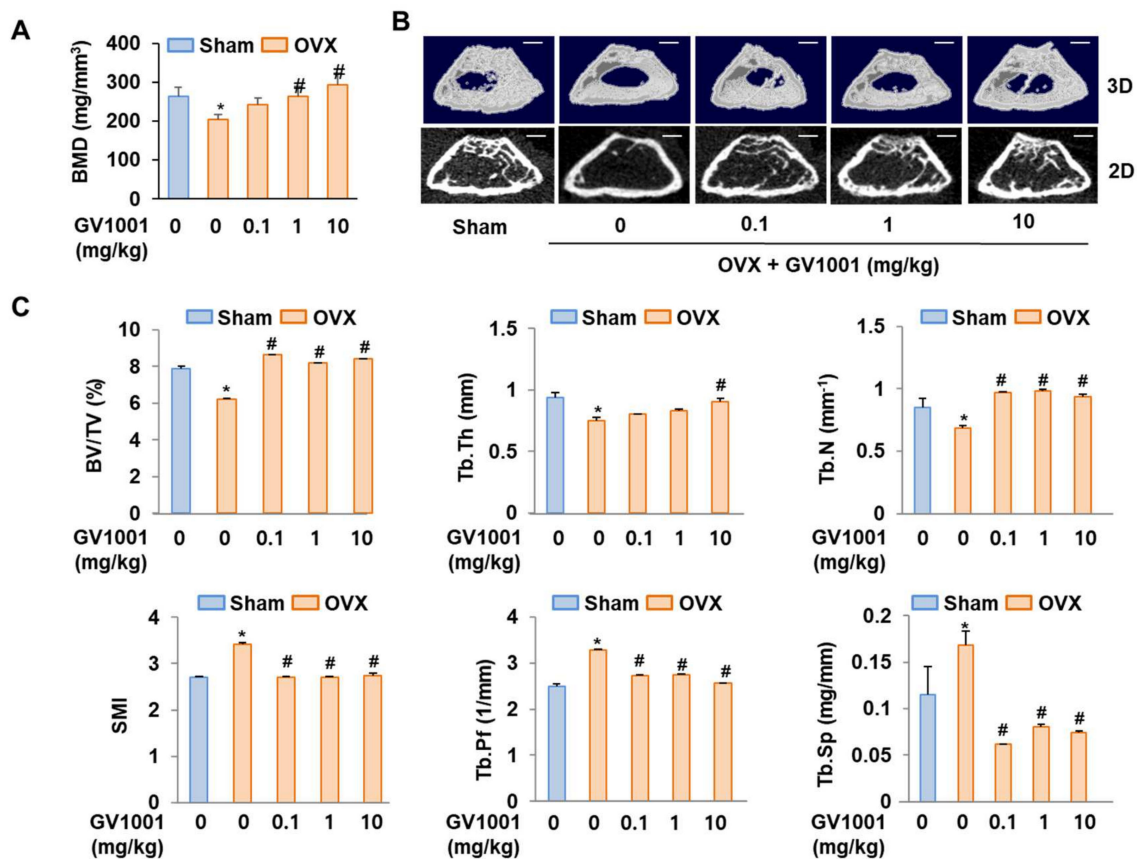 A
Sham OVX
BMD (mg/mm³)
400
300
200
100
0
* # #
GV1001
(mg/kg)
0 0 0.1 1 10
B
3D
2D
Sham 0 0.1 1 10
OVX + GV1001 (mg/kg)
C
Sham OVX
BV/TV (%)
10
8
6
4
2
0
* # # #
GV1001
(mg/kg)
0 0 0.1 1 10
Sham OVX
Tb.Th (mm)
1.5
1
0.5
0
* #
GV1001
(mg/kg)
0 0 0.1 1 10
Sham OVX
Tb.N (mm⁻¹)
1.5
1
0.5
0
* # # #
GV1001
(mg/kg)
0 0 0.1 1 10
Sham OVX
SMI
4
3
2
1
0
* # # #
GV1001
(mg/kg)
0 0 0.1 1 10
Sham OVX
Tb.Pf (1/mm)
4
3
2
1
0
* # # #
GV1001
(mg/kg)
0 0 0.1 1 10
Sham OVX
Tb.Sp (mg/mm)
0.2
0.15
0.1
0.05
0
* # # #
GV1001
(mg/kg)
0 0 0.1 1 10